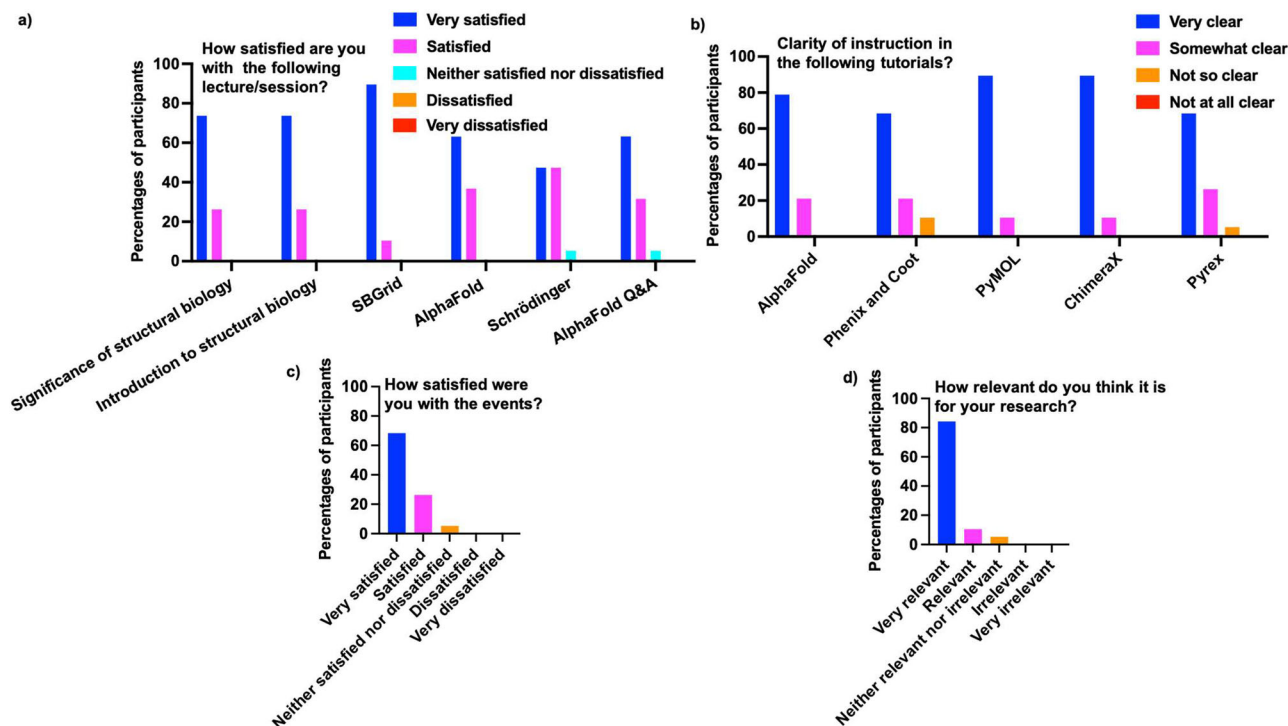 a)
How satisfied are you
with the following
lecture/session?
Very satisfied
Satisfied
Neither satisfied nor dissatisfied
Dissatisfied
Very dissatisfied
Percentages of participants
100
80
60
40
20
0
Significance of structural biology
Introduction to structural biology
SBGrid
AlphaFold
Schrödinger
AlphaFold Q&A
b)
Clarity of instruction in
the following tutorials?
Very clear
Somewhat clear
Not so clear
Not at all clear
Percentages of participants
100
80
60
40
20
0
AlphaFold
Phenix and Coot
PyMOL
ChimeraX
Pyrex
c)
How satisfied were
you with the events?
Percentages of participants
100
80
60
40
20
0
Very satisfied
Satisfied
Neither satisfied nor dissatisfied
Dissatisfied
Very dissatisfied
d)
How relevant do you think it is
for your research?
Percentages of participants
100
80
60
40
20
0
Very relevant
Relevant
Neither relevant nor irrelevant
Irrelevant
Very irrelevant